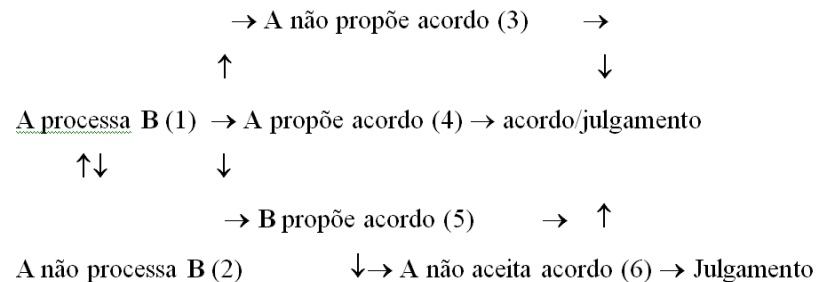 → A não propõe acordo (3) →
↑ ↓
A processa B (1) → A propõe acordo (4) → acordo/julgamento
↑↓ ↓
→ B propõe acordo (5) → ↑
A não processa B (2) ↓→ A não aceita acordo (6) → Julgamento